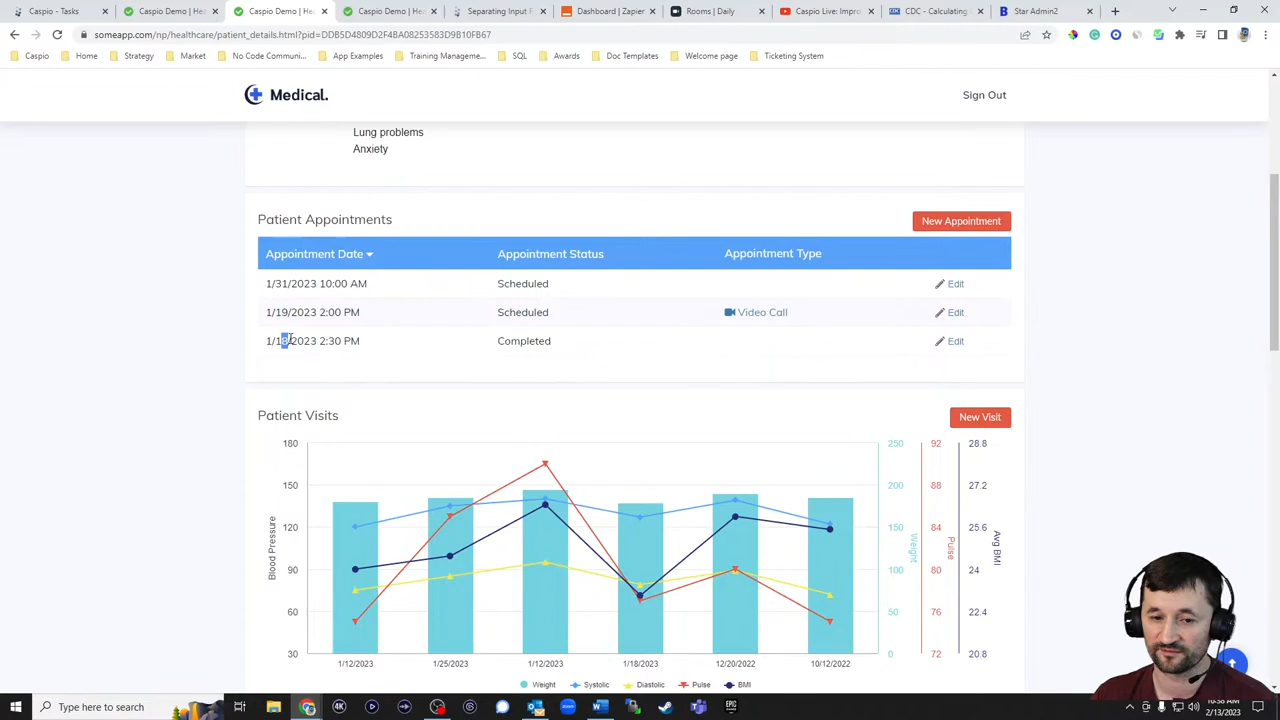 Caspio - Tasks
Caspio Demo | Hea
Caspio Demo | Hea
Caspio Demo | Hea
Separating Input F
Dashboard | Zapier
Rooms | Daily
Caspio Live: Impro
CDC - Calculating
Star Admin2
someapp.com/np/healthcare/patient_details.html?pid=DDB5D4809D2F4BA08253583D9B10FB67
Caspio
Home
Strategy
Market
No Code Communi...
App Examples
Training Manageme...
SQL
Awards
Doc Templates
Welcome page
Ticketing System
Medical.
Sign Out
Lung problems
Anxiety
Patient Appointments
New Appointment
Appointment Date Appointment Status Appointment Type
1/31/2023 10:00 AM Scheduled Edit
1/19/2023 2:00 PM Scheduled Video Call Edit
1/18/2023 2:30 PM Completed Edit
Patient Visits
New Visit
180 250 92 28.8
150 200 88 27.2
120 150 84 25.6
90 100 80 24
60 50 76 22.4
30 0 72 20.8
Blood Pressure
Weight
Pulse
Avg BMI
1/12/2023 1/25/2023 1/12/2023 1/18/2023 12/20/2022 10/12/2022
Weight Systolic Diastolic Pulse BMI
Type here to search
4K
EPIC
10:38 AM
2/13/2023